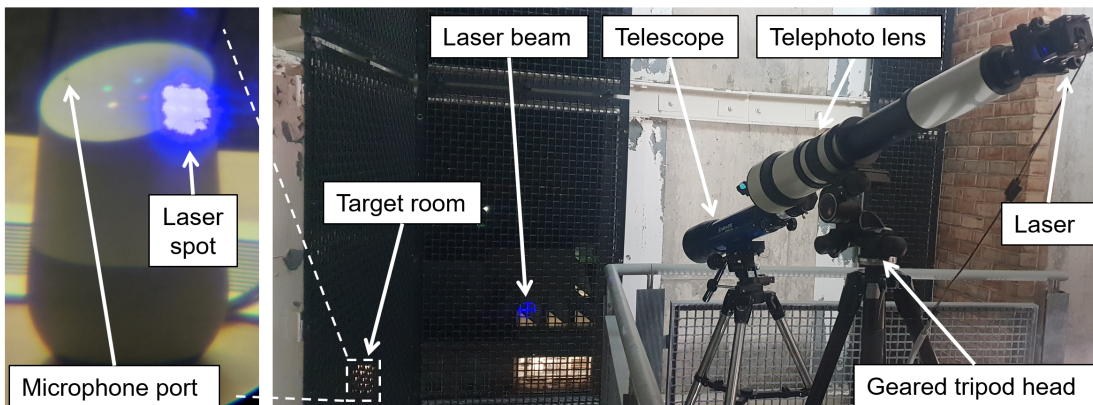 Laser
spot
Microphone port
Laser beam
Telescope
Telephoto lens
Target room
Laser
Geared tripod head